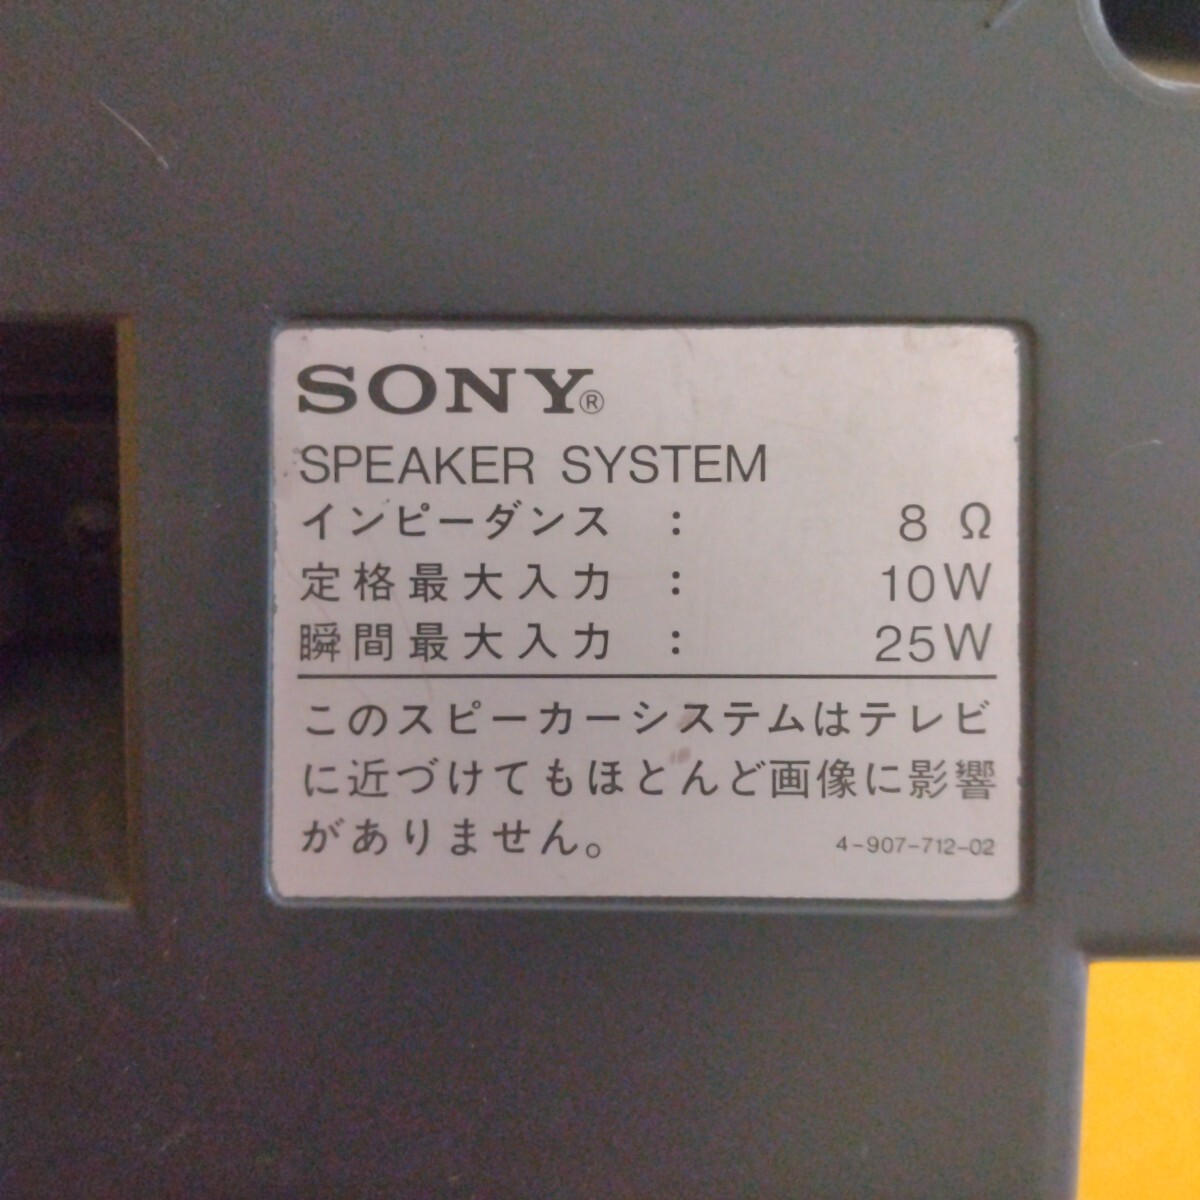 SONY®
SPEAKER SYSTEM
インピーダンス : 8 Ω
定格最大入力 : 10W
瞬間最大入力 : 25W
このスピーカーシステムはテレビ
に近づけてもほとんど画像に影響
がありません。 4-907-712-02